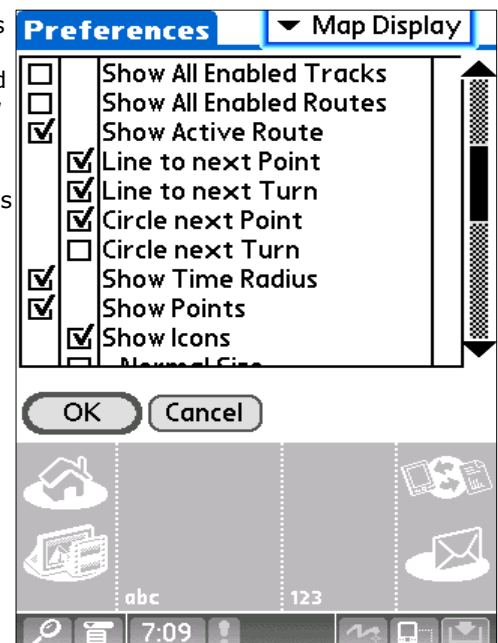 s
d
s
Preferences Map Display
Show All Enabled Tracks
Show All Enabled Routes
Show Active Route
Line to next Point
Line to next Turn
Circle next Point
Circle next Turn
Show Time Radius
Show Points
Show Icons
Normal Size
OK Cancel
abc 123
7:09